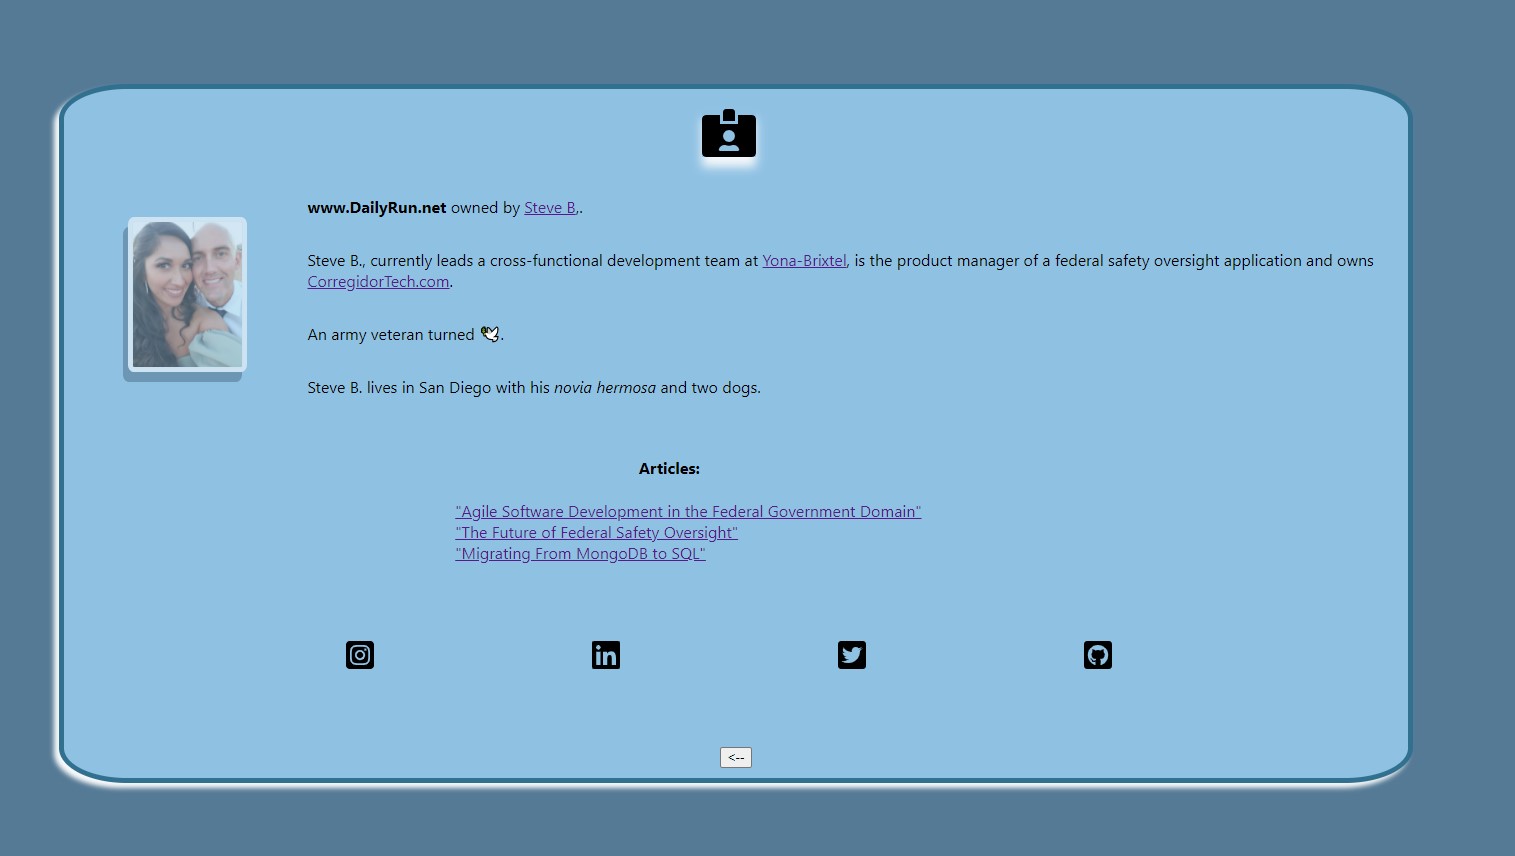 www.DailyRun.net owned by Steve B,.
Steve B., currently leads a cross-functional development team at Yona-Brixtel, is the product manager of a federal safety oversight application and owns
CorregidorTech.com.
An army veteran turned 🕊.
Steve B. lives in San Diego with his novia hermosa and two dogs.
Articles:
"Agile Software Development in the Federal Government Domain"
"The Future of Federal Safety Oversight"
"Migrating From MongoDB to SQL"
in
<--